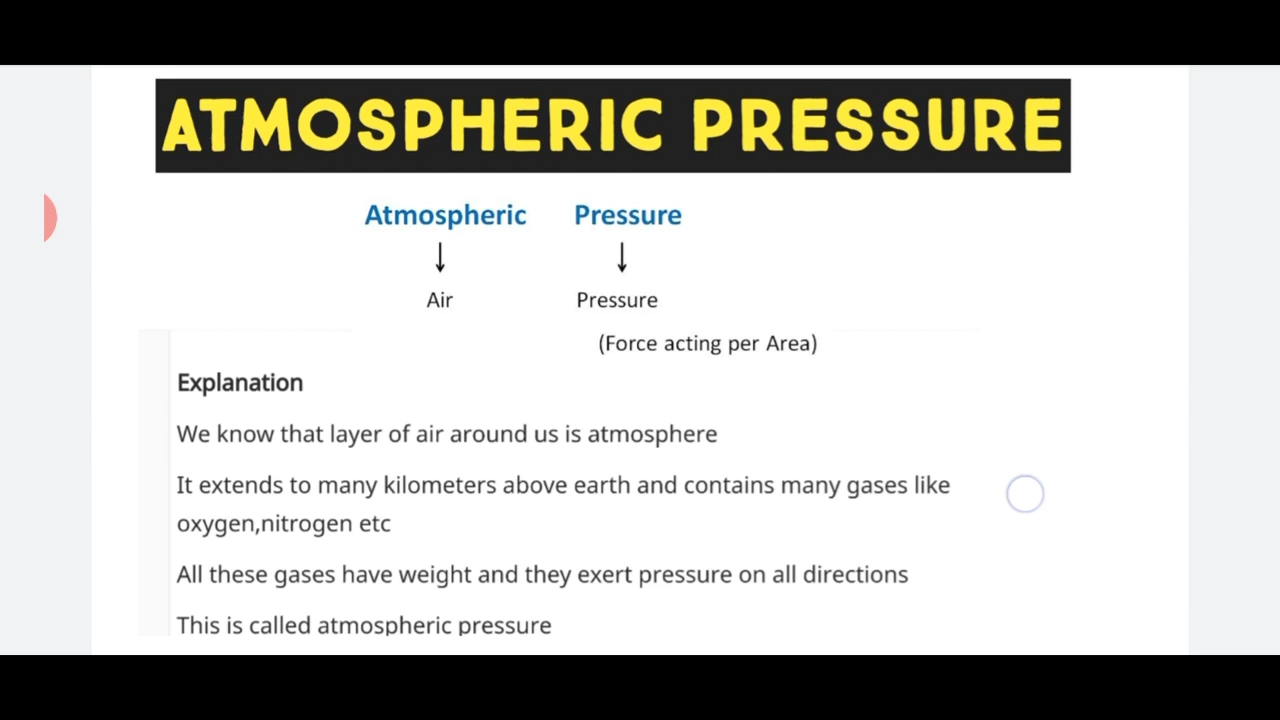 ATMOSPHERIC PRESSURE
Atmospheric Pressure
↓ ↓
Air Pressure
(Force acting per Area)
Explanation
We know that layer of air around us is atmosphere
It extends to many kilometers above earth and contains many gases like
oxygen,nitrogen etc
All these gases have weight and they exert pressure on all directions
This is called atmospheric pressure